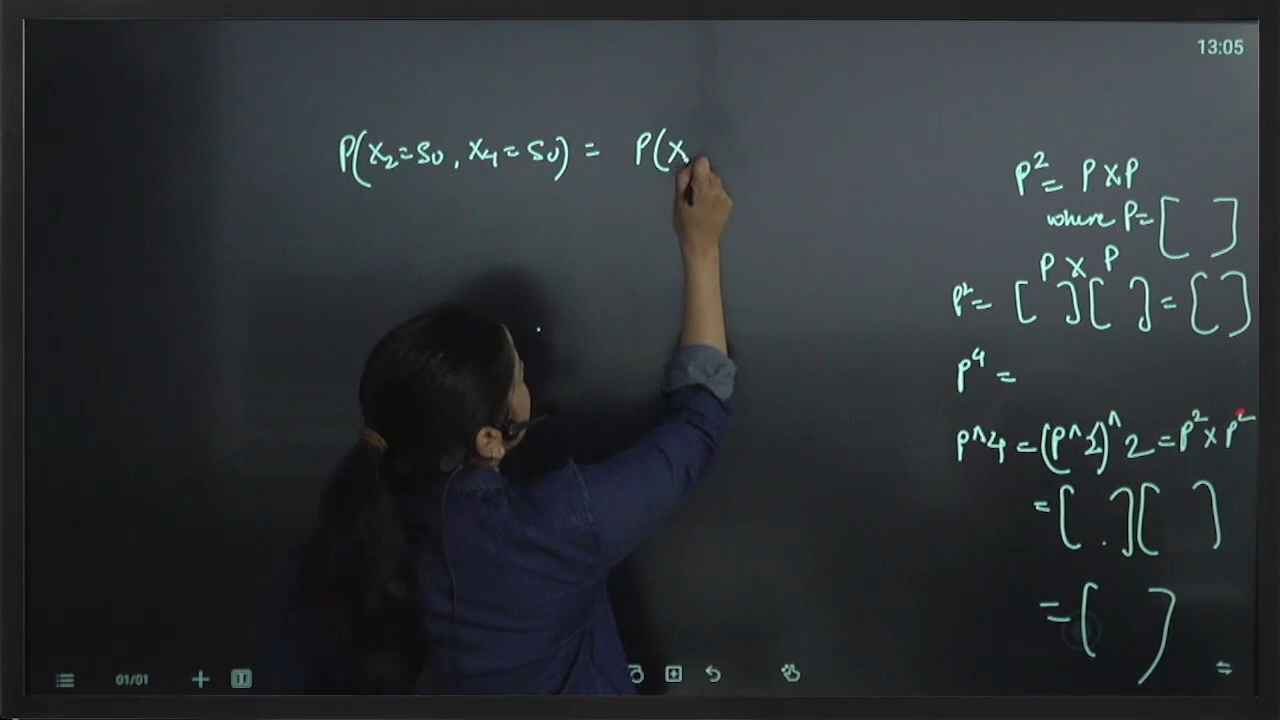 13:05
P(X₂=S₀, X₄=S₀) = P(X
P² = P×P
where P=[ ]
P × P
P² = [ ][ ]=[ ]
P⁴ =
P^4 = (P^2)^2 = P² × P²
= [ . ][ ]
= [ ]
01/01